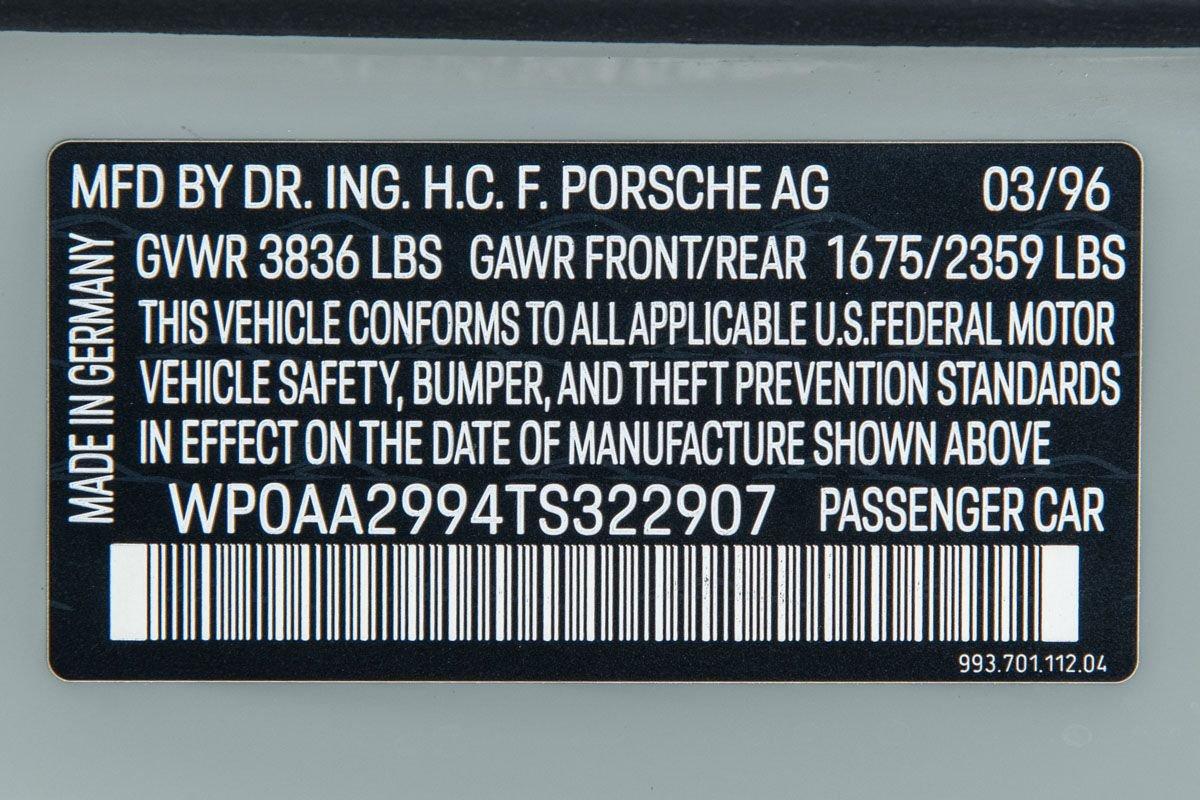 MFD BY DR. ING. H.C. F. PORSCHE AG 03/96
MADE IN GERMANY
GVWR 3836 LBS GAWR FRONT/REAR 1675/2359 LBS
THIS VEHICLE CONFORMS TO ALL APPLICABLE U.S.FEDERAL MOTOR
VEHICLE SAFETY, BUMPER, AND THEFT PREVENTION STANDARDS
IN EFFECT ON THE DATE OF MANUFACTURE SHOWN ABOVE
WP0AA2994TS322907 PASSENGER CAR
993.701.112.04